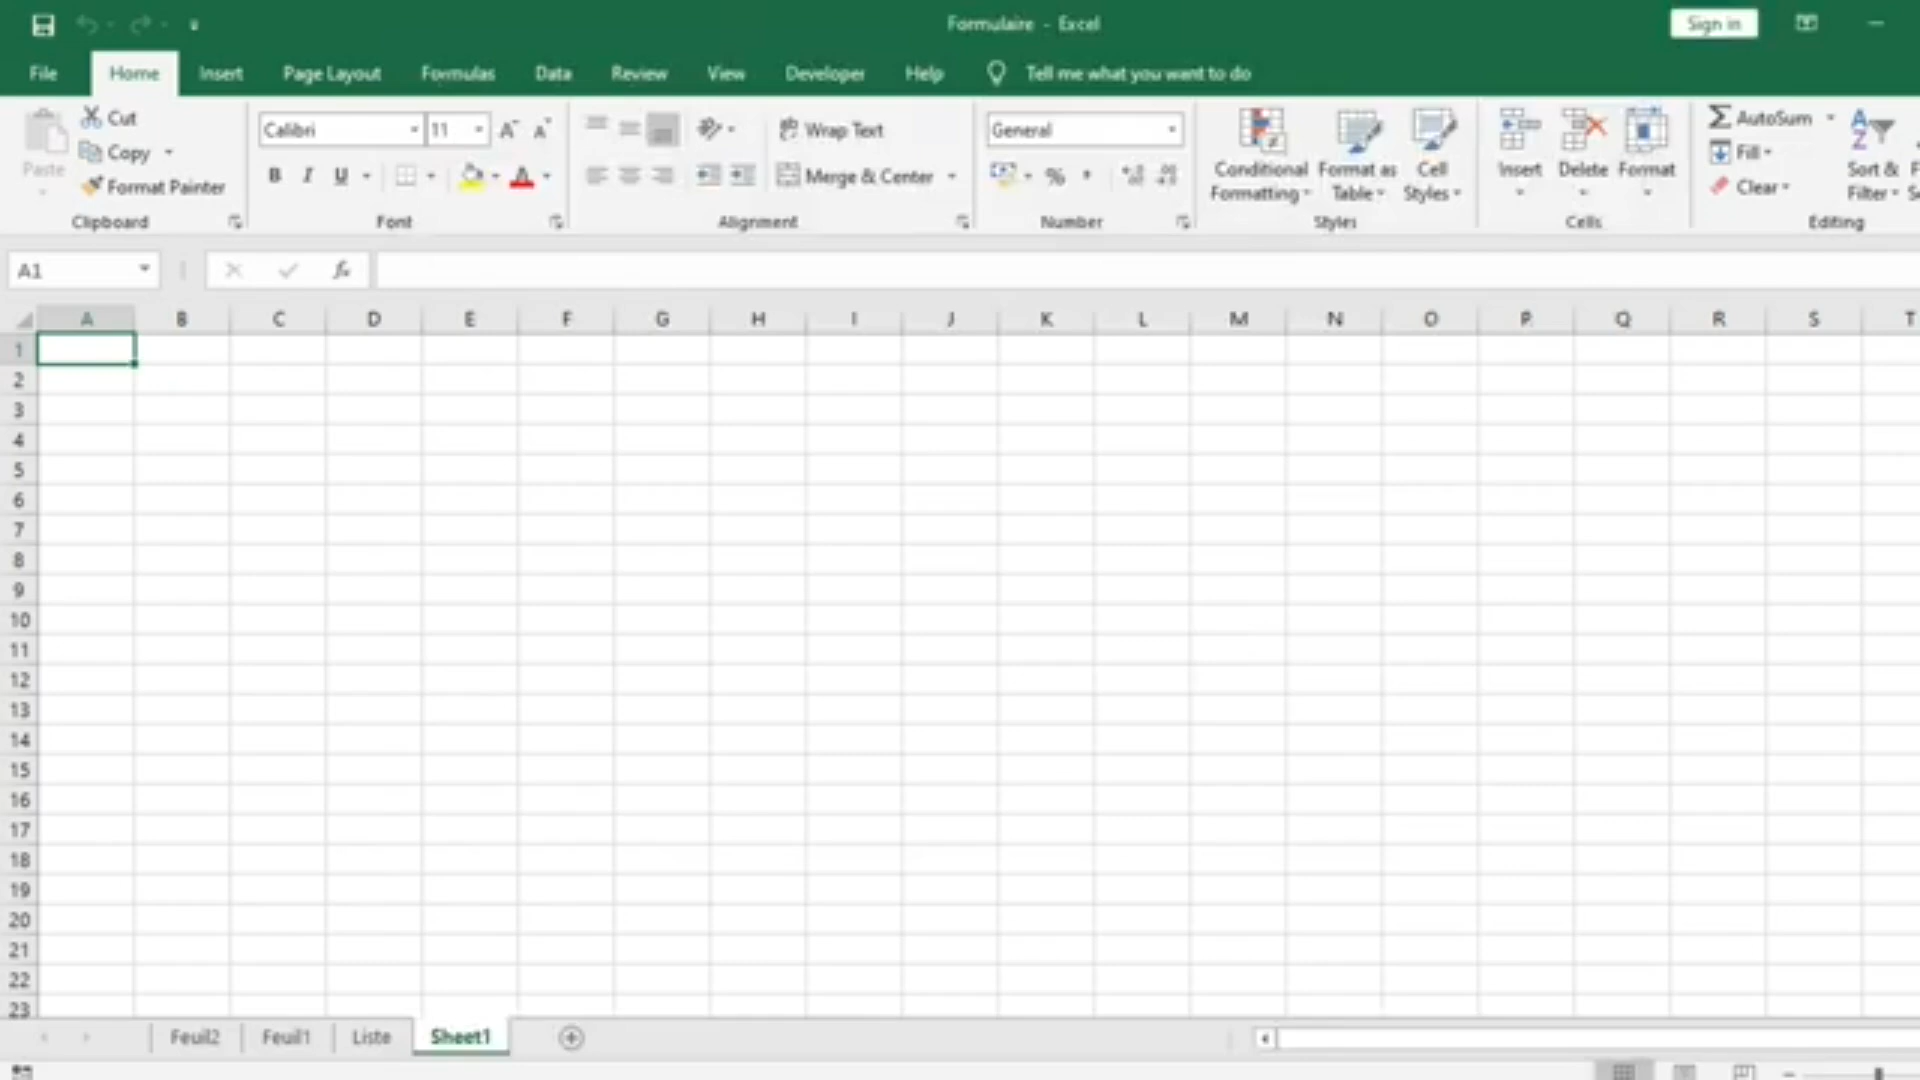 Formulaire - Excel
Sign in
File Home Insert Page Layout Formulas Data Review View Developer Help Tell me what you want to do
Paste
Cut
Copy
Format Painter
Clipboard
Calibri 11
B I U
Font
Wrap Text
Merge & Center
Alignment
General
%
Number
Conditional Formatting
Format as Table
Cell Styles
Styles
Insert
Delete
Format
Cells
AutoSum
Fill
Clear
Sort & Filter
Editing
A1
fx
A B C D E F G H I J K L M N O P Q R S T
1
2
3
4
5
6
7
8
9
10
11
12
13
14
15
16
17
18
19
20
21
22
23
Feuil2 Feuil1 Liste Sheet1